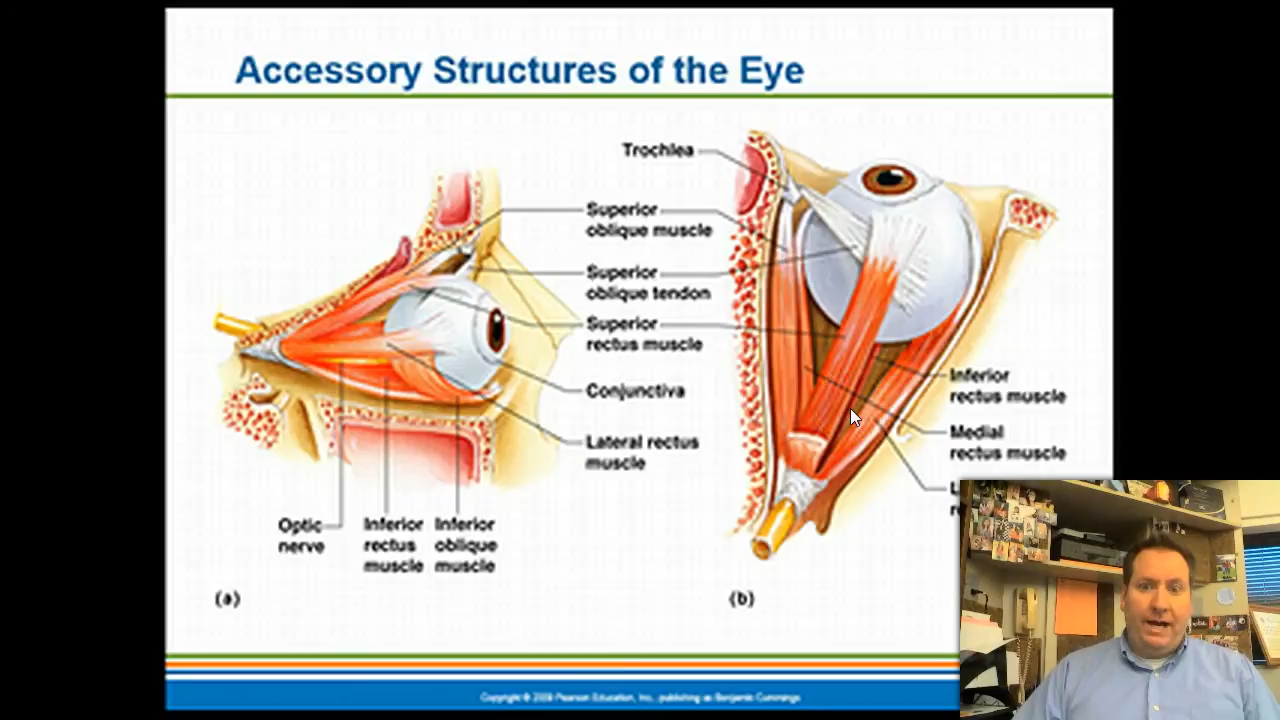 Accessory Structures of the Eye
Trochlea
Superior
oblique muscle
Superior
oblique tendon
Superior
rectus muscle
Conjunctiva
Lateral rectus
muscle
Optic
nerve
Inferior
rectus
muscle
Inferior
oblique
muscle
(a)
Inferior
rectus muscle
Medial
rectus muscle
(b)
Copyright © 2009 Pearson Education, Inc., publishing as Benjamin Cummings